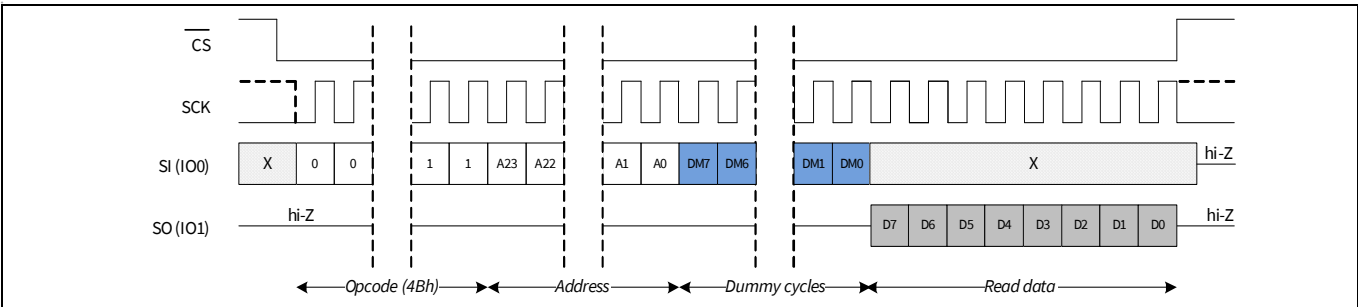 CS
SCK
SI (IO0) X 0 0 1 1 A23 A22 A1 A0 DM7 DM6 DM1 DM0 X hi-Z
hi-Z
SO (IO1) D7 D6 D5 D4 D3 D2 D1 D0 hi-Z
Opcode (4Bh) Address Dummy cycles Read data